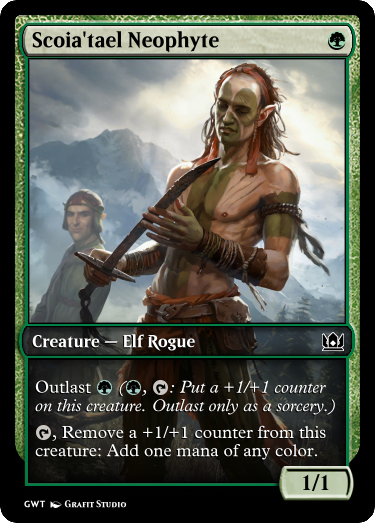 Scoia'tael Neophyte
Creature — Elf Rogue
Outlast (, : Put a +1/+1 counter
on this creature. Outlast only as a sorcery.)
, Remove a +1/+1 counter from this
creature: Add one mana of any color.
1/1
GWT Grafit Studio